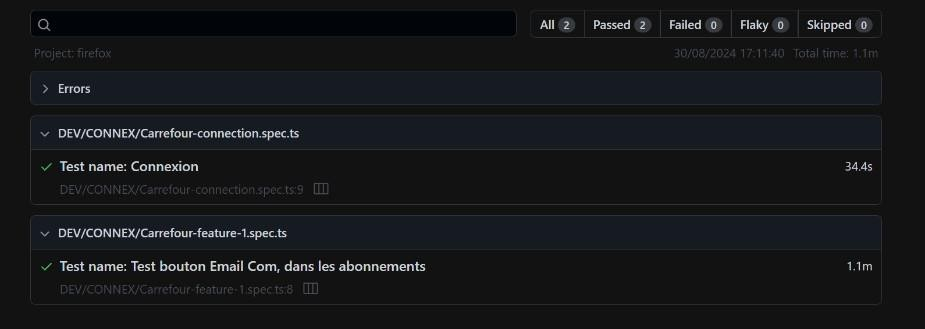 All 2 Passed 2 Failed 0 Flaky 0 Skipped 0
Project: firefox 30/08/2024 17:11:40 Total time: 1.1m
Errors
DEV/CONNEX/Carrefour-connection.spec.ts
Test name: Connexion 34.4s
DEV/CONNEX/Carrefour-connection.spec.ts:9
DEV/CONNEX/Carrefour-feature-1.spec.ts
Test name: Test bouton Email Com, dans les abonnements 1.1m
DEV/CONNEX/Carrefour-feature-1.spec.ts:8